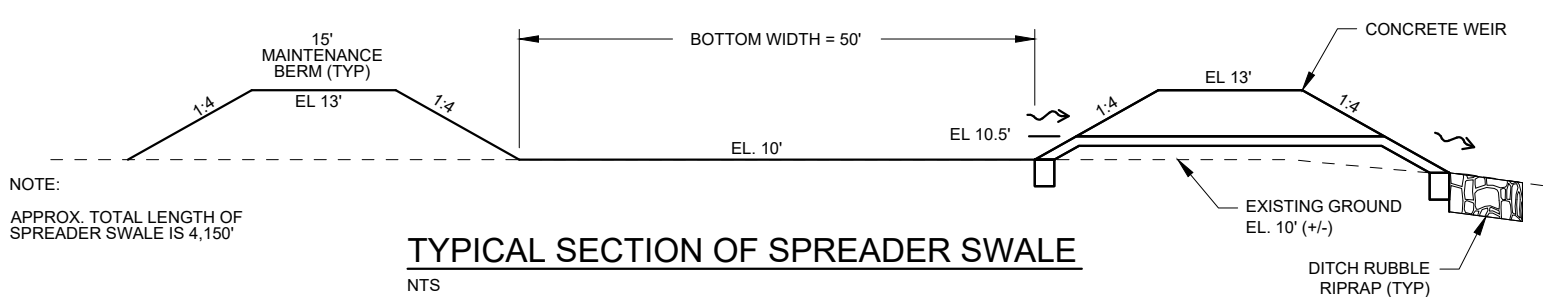 15'
MAINTENANCE
BERM (TYP)
1:4
EL 13'
1:4
BOTTOM WIDTH = 50'
CONCRETE WEIR
EL 13'
1:4
1:4
EL 10.5'
EL. 10'
NOTE:
APPROX. TOTAL LENGTH OF
SPREADER SWALE IS 4,150'
EXISTING GROUND
EL. 10' (+/-)
DITCH RUBBLE
RIPRAP (TYP)
TYPICAL SECTION OF SPREADER SWALE
NTS